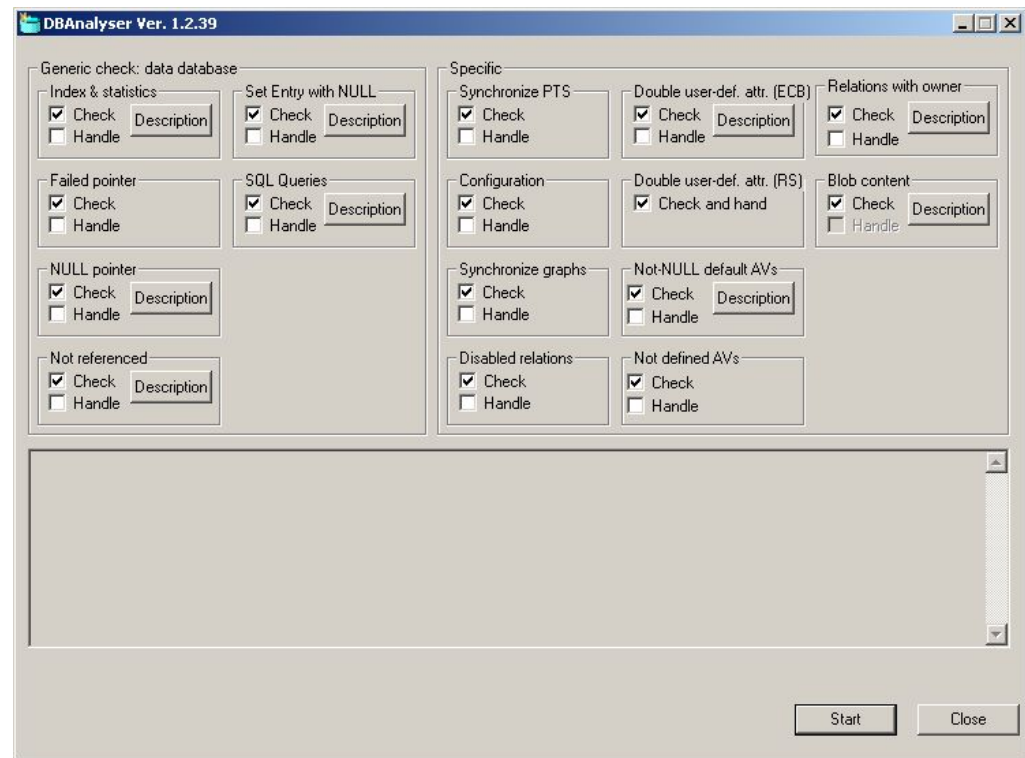 DBAnalyser Ver. 1.2.39
Generic check: data database
Index & statistics
Check
Description
Handle
Set Entry with NULL
Check
Description
Handle
Failed pointer
Check
Handle
SQL Queries
Check
Description
Handle
NULL pointer
Check
Description
Handle
Not referenced
Check
Description
Handle
Specific
Synchronize PTS
Check
Handle
Double user-def. attr. (ECB)
Check
Description
Handle
Relations with owner
Check
Description
Handle
Configuration
Check
Handle
Double user-def. attr. (RS)
Check and hand
Blob content
Check
Description
Handle
Synchronize graphs
Check
Handle
Not-NULL default AVs
Check
Description
Handle
Disabled relations
Check
Handle
Not defined AVs
Check
Handle
Start
Close